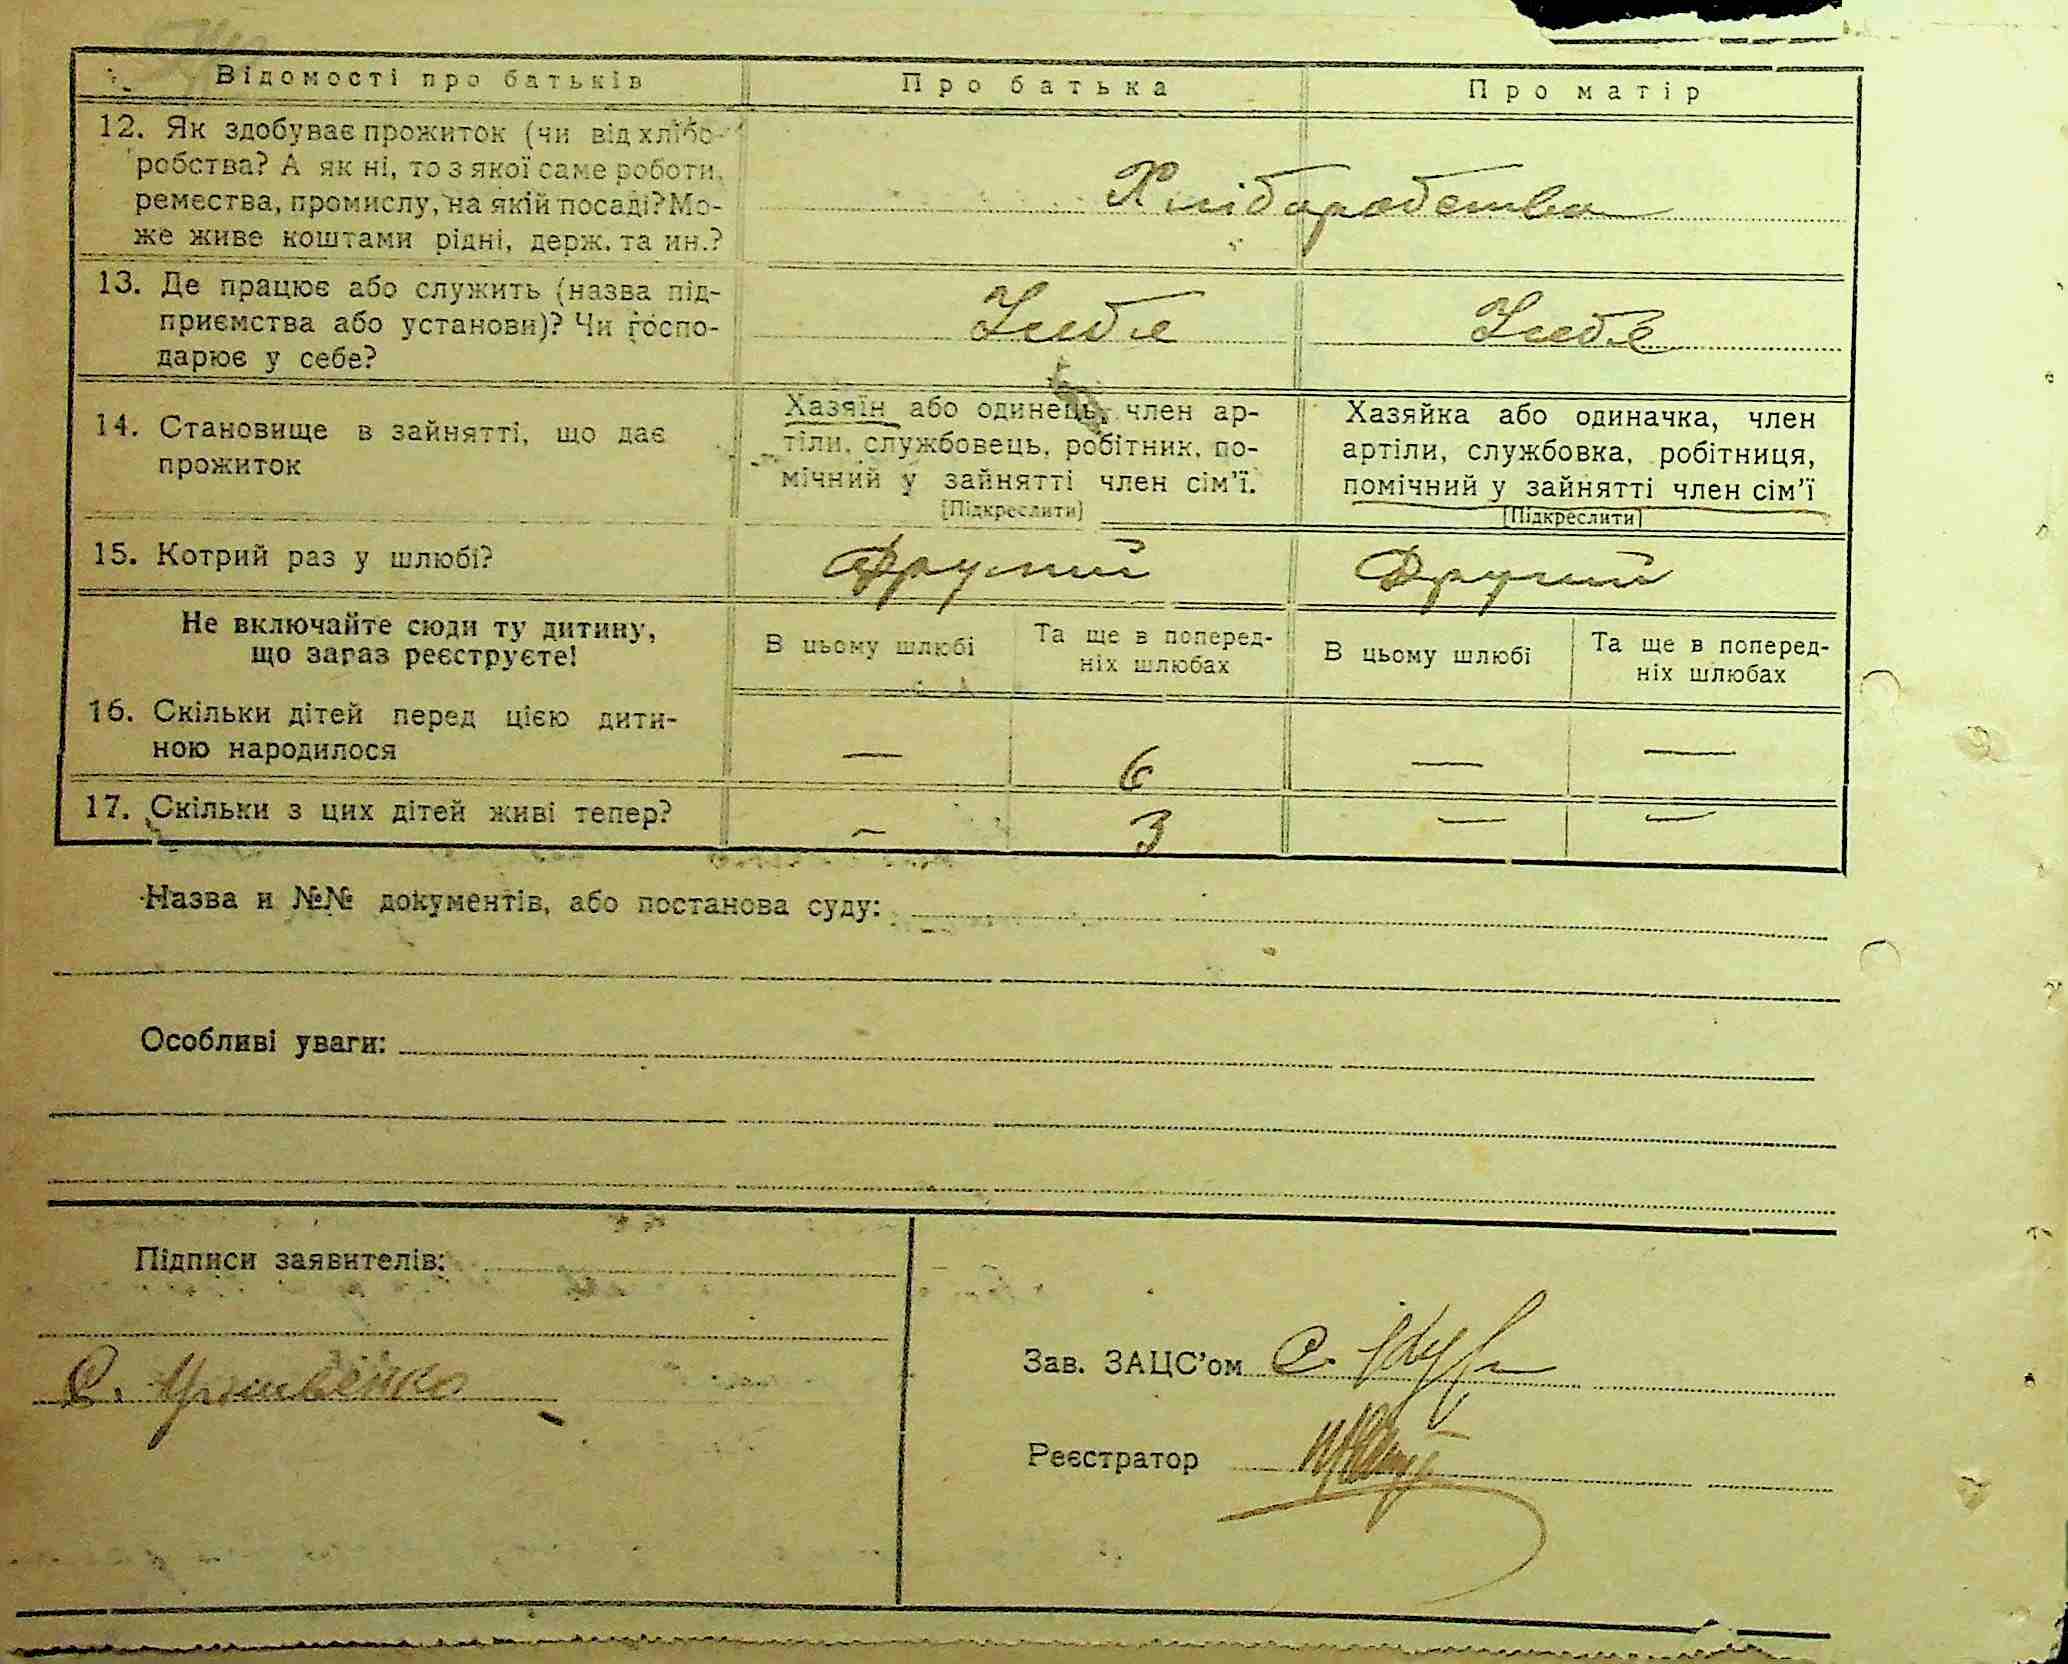 Відомості про батьків Про батька Про матір
12. Як здобуває прожиток (чи від хлібо-
робства? А як ні, то з якої саме роботи,
ремества, промислу, на якій посаді? Мо-
же живе коштами рідні, держ. та ин.?
Хліборобство
13. Де працює або служить (назва під-
приємства або установи)? Чи госпо-
дарює у себе?
У себе У себе
14. Становище в зайнятті, що дає
прожиток
Хазяїн або одинець, член ар-
тіли, службовець, робітник, по-
мічний у зайнятті член сім'ї.
[Підкреслити]
Хазяйка або одиначка, член
артіли, службовка, робітниця,
помічний у зайнятті член сім'ї
[Підкреслити]
15. Котрий раз у шлюбі? Другий Другий
Не включайте сюди ту дитину,
що зараз реєструєте!
В цьому шлюбі
Та ще в поперед-
ніх шлюбах
В цьому шлюбі
Та ще в поперед-
ніх шлюбах
16. Скільки дітей перед цією дити-
ною народилося
— 6 — —
17. Скільки з цих дітей живі тепер? — 3 — —
Назва и №№ документів, або постанова суду:
Особливі уваги:
Підписи заявителів:
С.
Зав. ЗАЦС'ом С.
Реєстратор